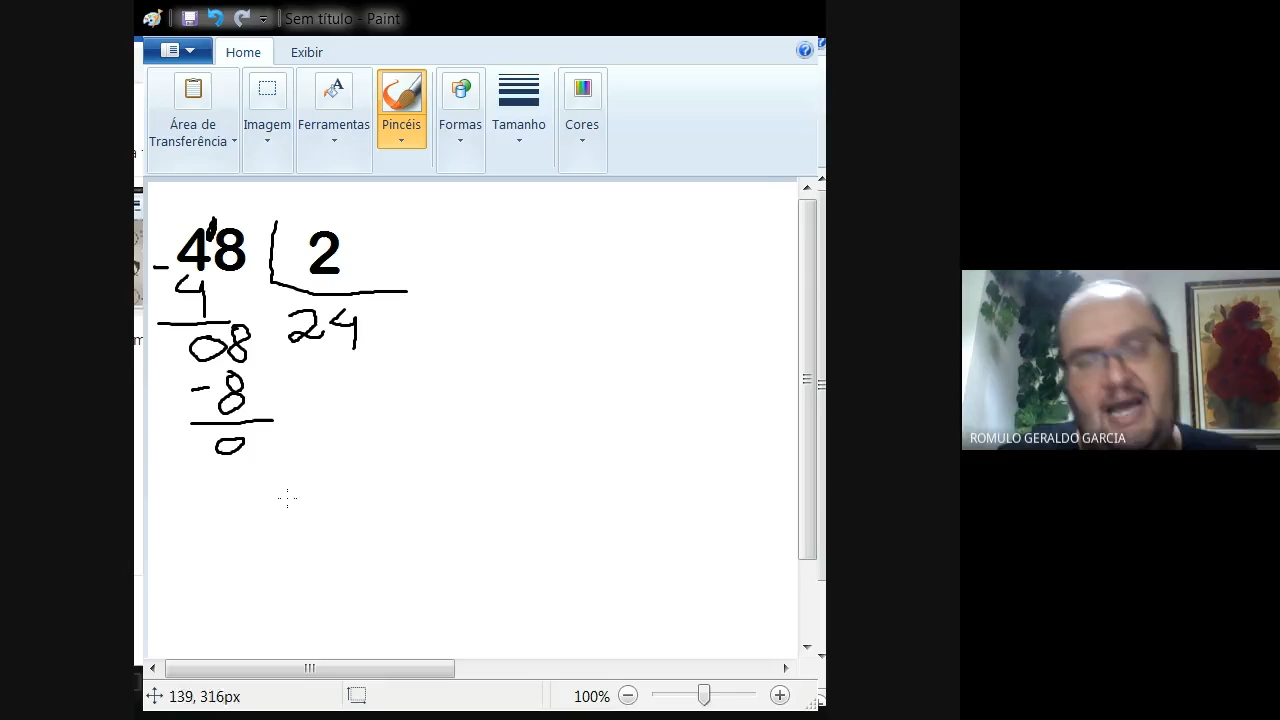 Sem título - Paint
Home Exibir
Área de Transferência
Imagem
Ferramentas
Pincéis
Formas
Tamanho
Cores
48 2
- 4
24
08
- 8
0
ROMULO GERALDO GARCIA
139, 316px
100%